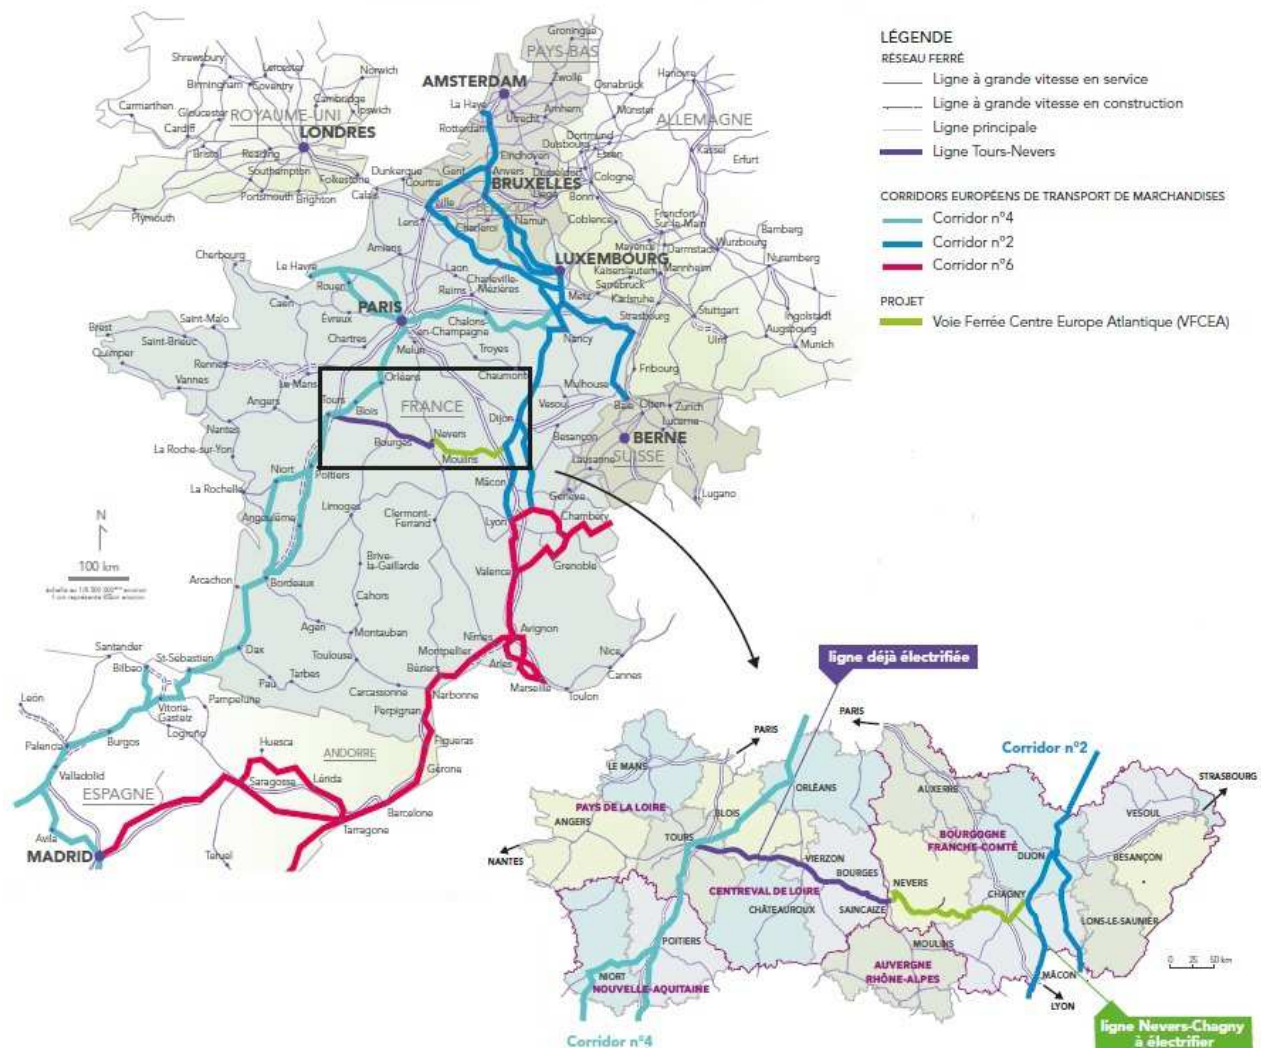 LÉGENDE
RÉSEAU FERRÉ
Ligne à grande vitesse en service
Ligne à grande vitesse en construction
Ligne principale
Ligne Tours-Nevers
CORRIDORS EUROPÉENS DE TRANSPORT DE MARCHANDISES
Corridor n°4
Corridor n°2
Corridor n°6
PROJET
Voie Ferrée Centre Europe Atlantique (VFCEA)
Groningue
PAYS-BAS
Zwolle
AMSTERDAM
La Haye
Utrecht
Arnhem
Rotterdam
Osnabrück
Hanovre
Münster
ALLEMAGNE
Dortmund
Duisbourg
Essen
Kassel
Erfurt
Eindhoven
Dusseldorf
Cologne
Bonn
Coblence
Shrewsbury
Leicester
Norwich
Birmingham
Coventry
Cambridge
Ipswich
Carmarthen
Gloucester
ROYAUME-UNI
Cardiff
LONDRES
Bristol
Reading
Southampton
Folkestone
Portsmouth
Brighton
Plymouth
Dunkerque
Calais
Courtrai
Gent
Anvers
BRUXELLES
Namur
Charleroi
Lens
Amiens
Cherbourg
Le Havre
Rouen
Caen
Évreux
PARIS
Laon
Reims
Charleville-
Mézières
LUXEMBOURG
Metz
Francfort
Sur-le-Main
Mayence
Darmstadt
Wurzbourg
Bamberg
Nuremberg
Kaiserslautern
Mannheim
Sarrebruck
Karlsruhe
Strasbourg
Stuttgart
Ulm
Ingolstadt
Augsbourg
Munich
Fribourg
Chalons-
en-Champagne
Nancy
Troyes
Chaumont
Mulhouse
Brest
Saint-Malo
Saint-Brieuc
Quimper
Rennes
Vannes
Chartres
Melun
Le Mans
Orléans
Angers
Tours
Blois
FRANCE
Nantes
Bourges
Nevers
Dijon
Vesoul
Besançon
Bâle
Olten
Zurich
Lucerne
BERNE
SUISSE
Lausanne
Genève
Lugano
La Roche-sur-Yon
Niort
Poitiers
Moulins
Mâcon
La Rochelle
Angoulême
Limoges
Clermont-
Ferrand
Lyon
Chambéry
Grenoble
Valence
N
100 km
Brive-
la-Gaillarde
Arcachon
Bordeaux
Cahors
Agen
Montauban
Toulouse
Dax
Pau
Tarbes
Carcassonne
Montpellier
Nîmes
Avignon
Arles
Béziers
Marseille
Toulon
Nice
Cannes
Narbonne
Perpignan
Santander
Bilbao
St-Sébastien
León
Vitoria-
Gasteiz
Pampelune
Logroño
Palencia
Burgos
Valladolid
ESPAGNE
Avila
MADRID
Huesca
Saragosse
Lérida
ANDORRE
Figueras
Gérone
Barcelone
Tarragone
Teruel
ligne déjà électrifiée
PARIS
PARIS
Corridor n°2
STRASBOURG
LE MANS
ORLÉANS
AUXERRE
VESOUL
PAYS DE LA LOIRE
BLOIS
ANGERS
TOURS
BOURGOGNE
FRANCHE-COMTÉ
DIJON
BESANÇON
NANTES
VIERZON
BOURGES
NEVERS
CHAGNY
CENTREVAL DE LOIRE
CHÂTEAUROUX
SAINCAIZE
LONS-LE-SAUNIER
POITIERS
MOULINS
AUVERGNE
RHÔNE-ALPES
MÂCON
NIORT
NOUVELLE-AQUITAINE
LYON
0 25 50 km
Corridor n°4
ligne Nevers-Chagny
à électrifier